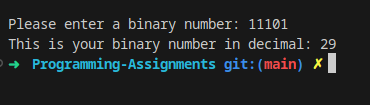 Please enter a binary number: 11101
This is your binary number in decimal: 29
➜ Programming-Assignments git:(main) ✗